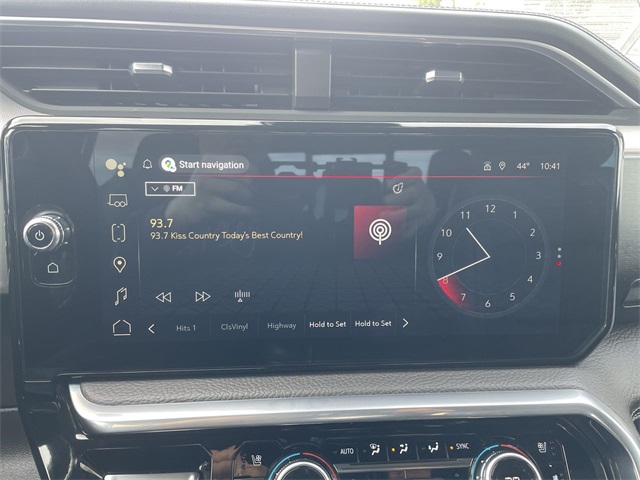 Start navigation
44° 10:41
FM
93.7
93.7 Kiss Country Today's Best Country!
12
11 1
10 2
9 3
8 4
7 5
6
Hits 1 ClsVinyl Highway Hold to Set Hold to Set
AUTO SYNC